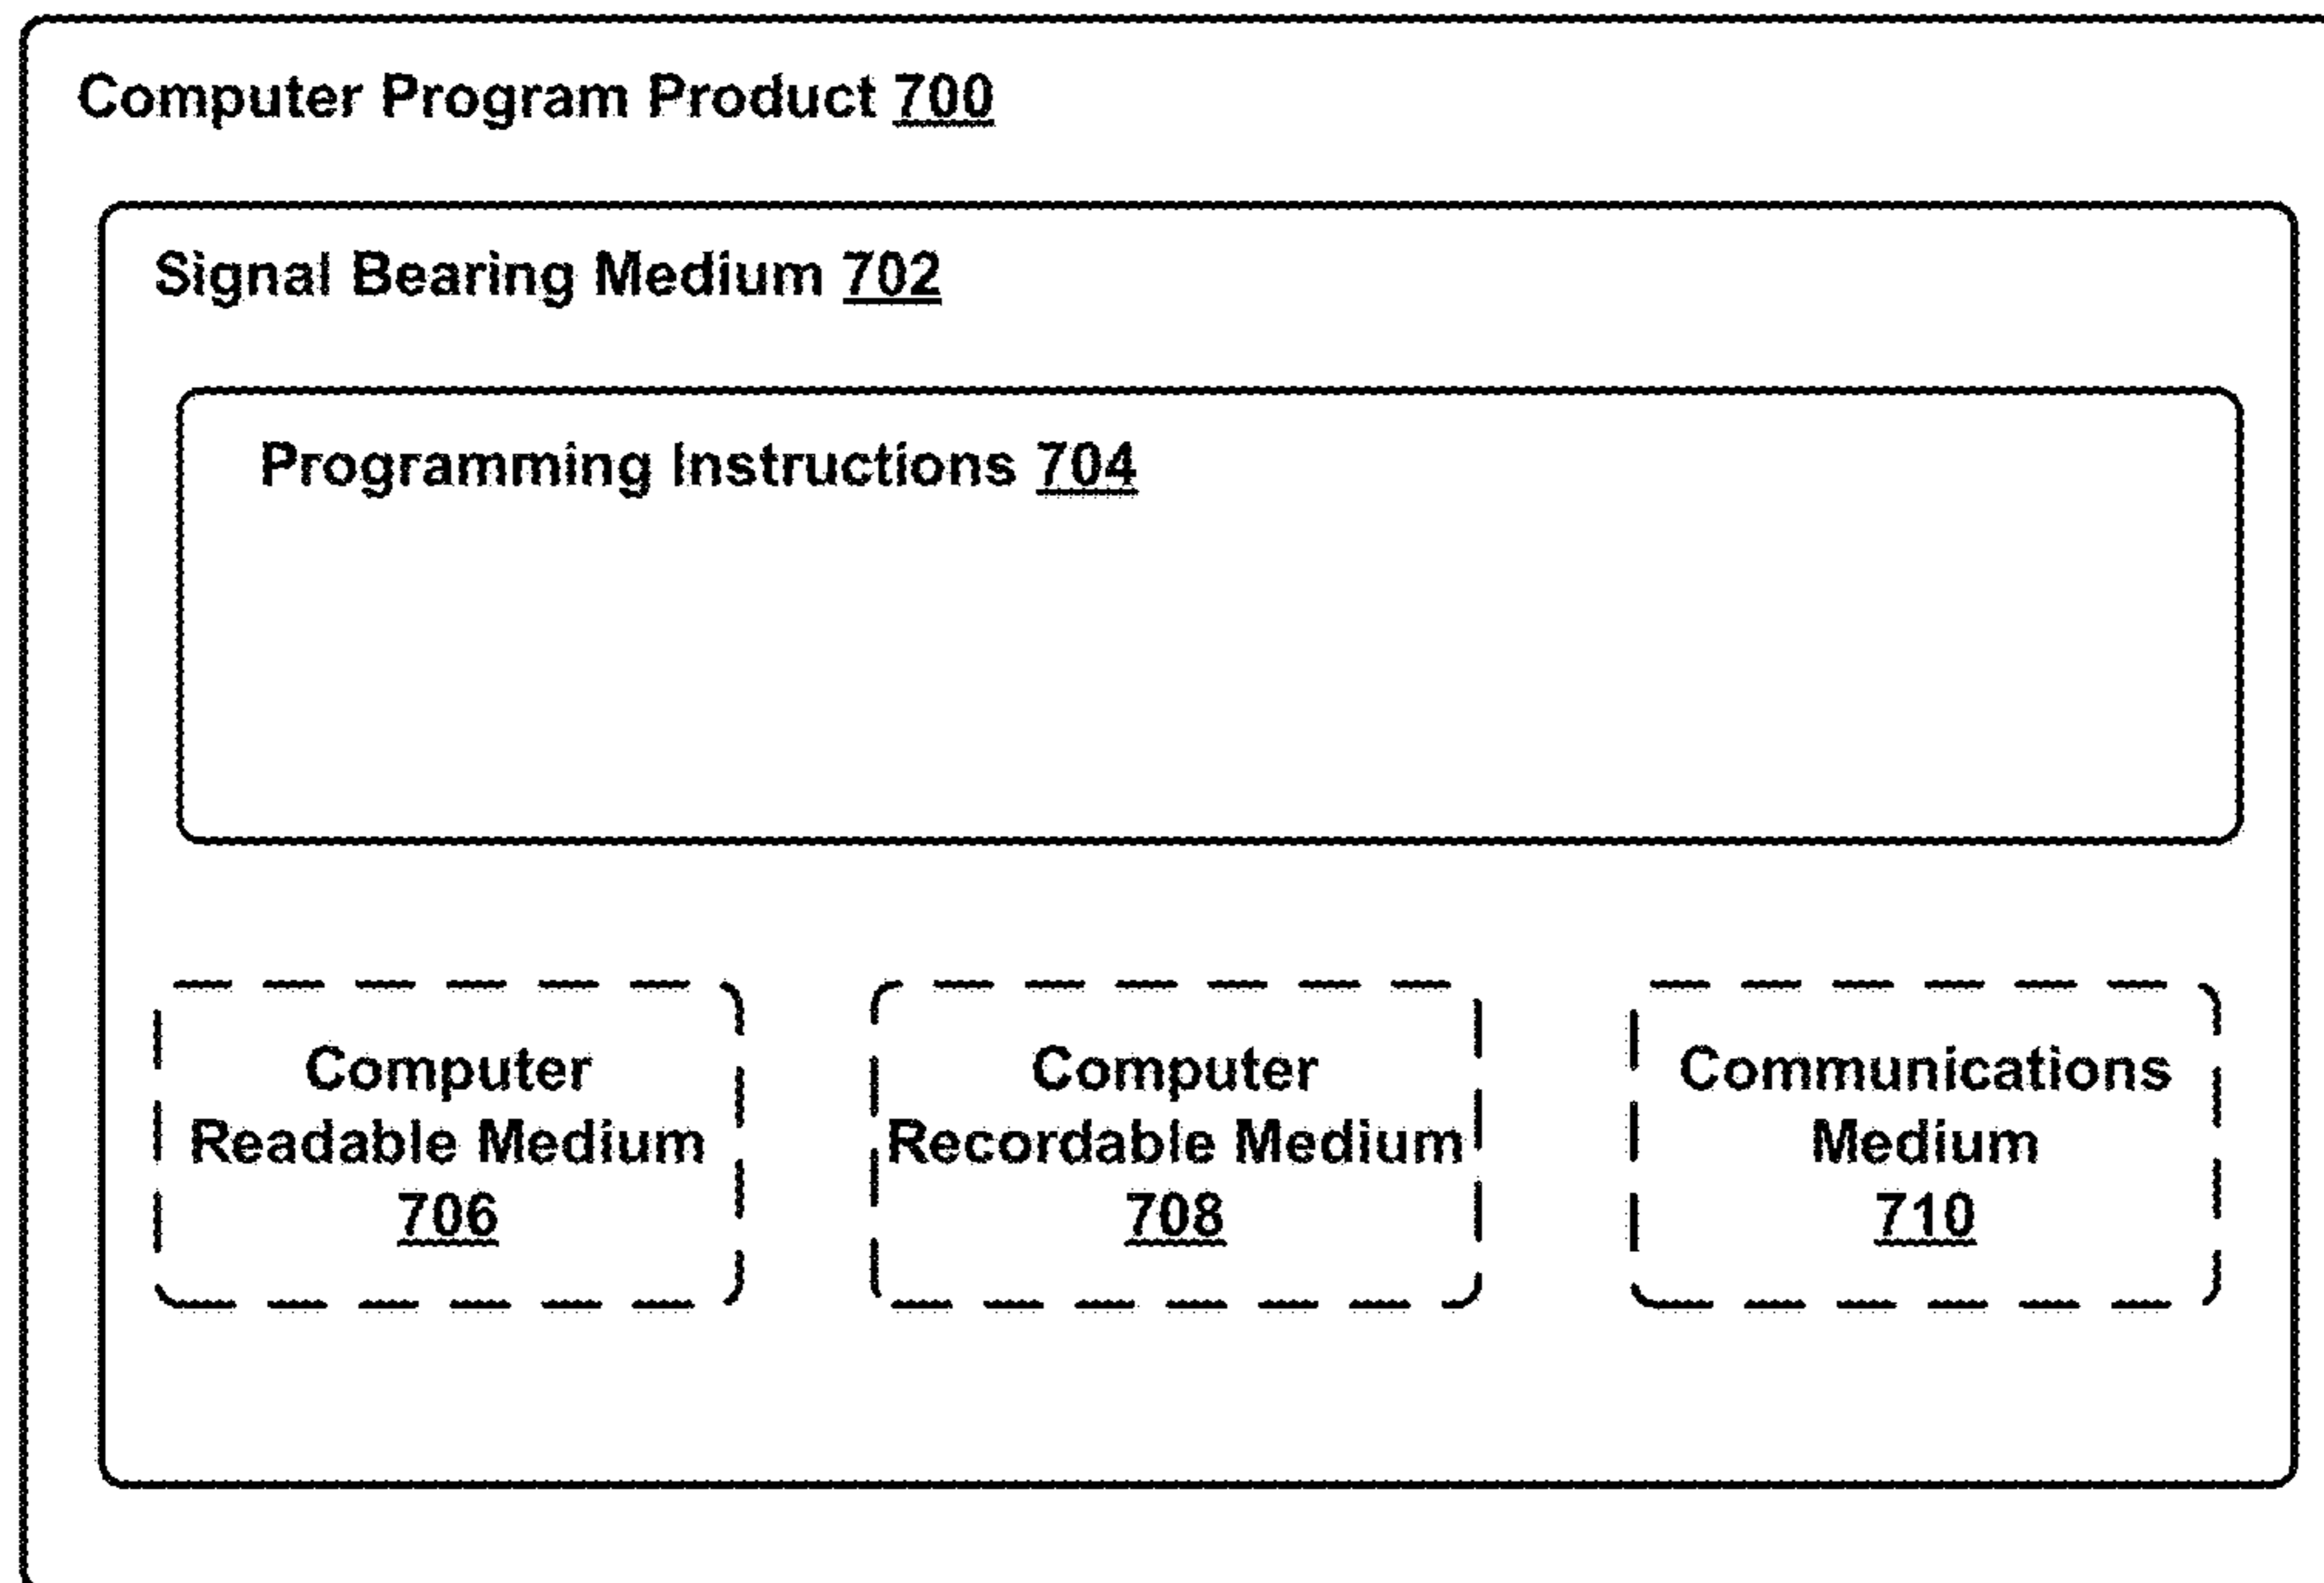 Computer Program Product 700
Signal Bearing Medium 702
Programming Instructions 704
Computer
Readable Medium
706
Computer
Recordable Medium
708
Communications
Medium
710